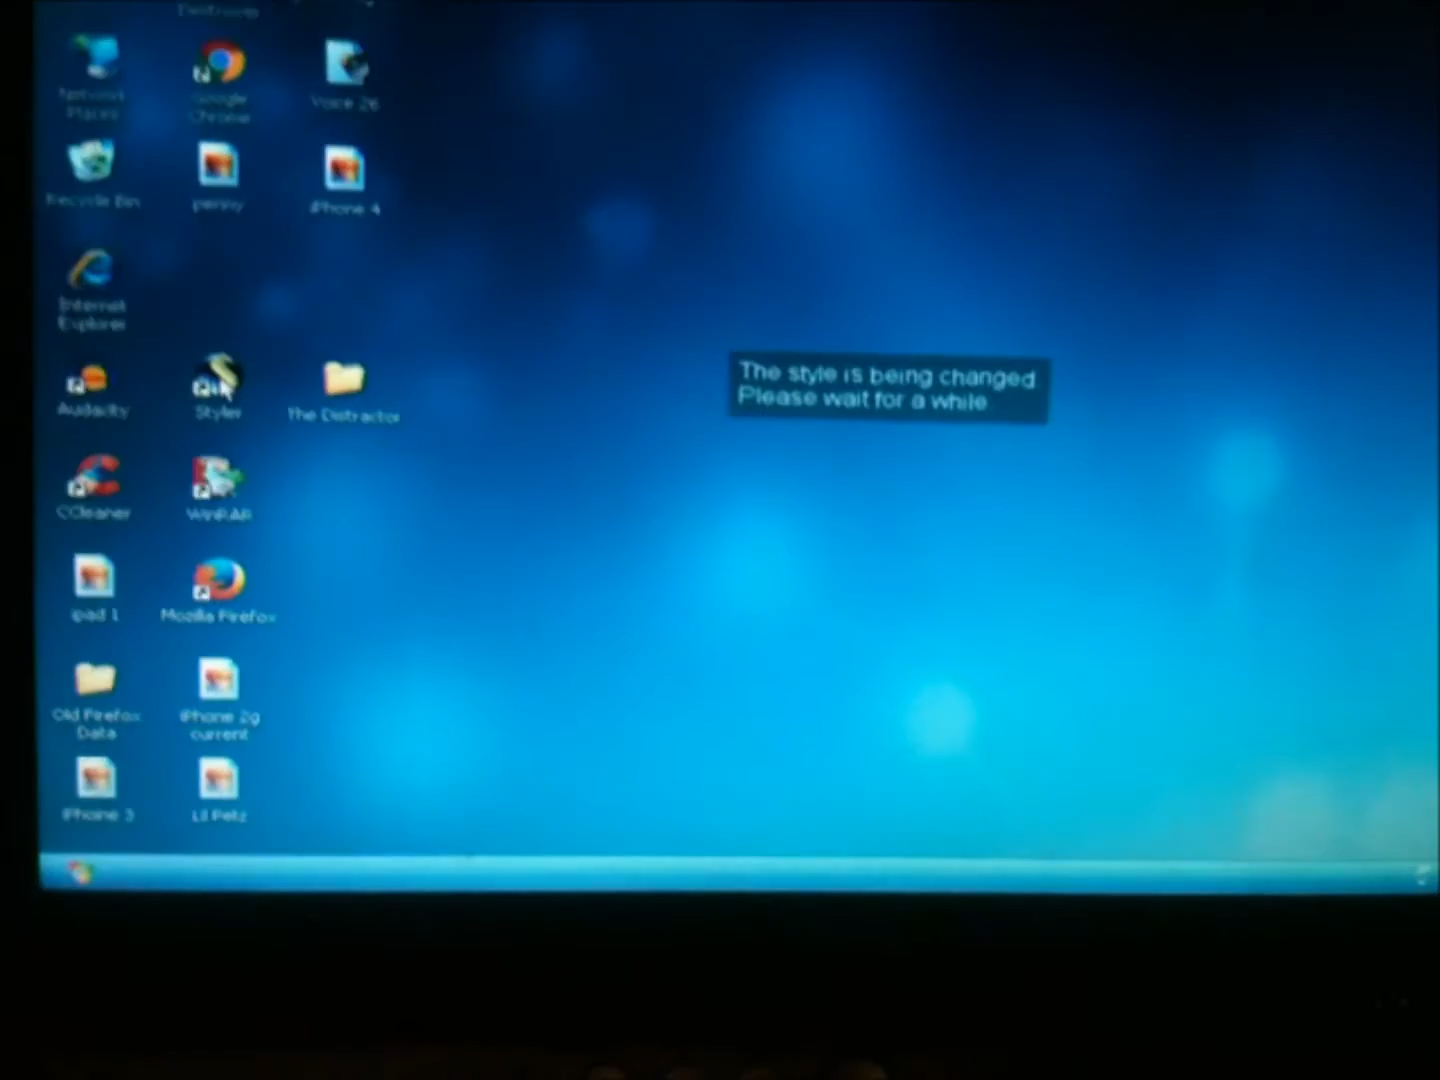 Network
Places
Google
Chrome
Voice 26
Recycle Bin
penny
iPhone 4
Internet
Explorer
Audacity
Styler
The Distractor
The style is being changed
Please wait for a while
CCleaner
WinRAR
ipad 1
Mozilla Firefox
Old Firefox
Data
iPhone 2g
current
iPhone 3
Lil Petz